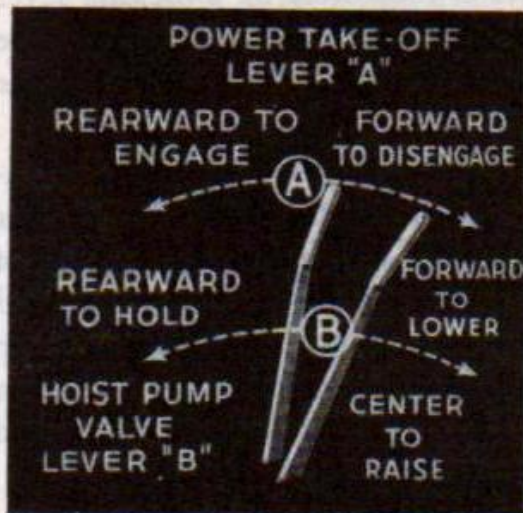 POWER TAKE-OFF
LEVER "A"
REARWARD TO
ENGAGE
FORWARD
TO DISENGAGE
A
REARWARD
TO HOLD
FORWARD
TO
LOWER
B
HOIST PUMP
VALVE
LEVER "B"
CENTER
TO
RAISE